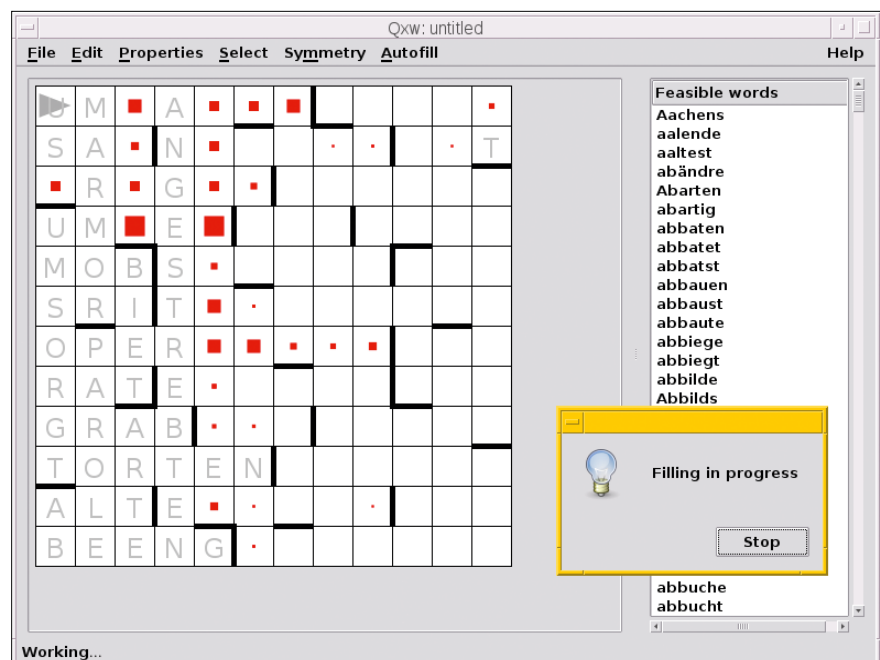 Qxw: untitled
File Edit Properties Select Symmetry Autofill Help
M A
S A N T
R G
U M E
M O B S
S R I T
O P E R
R A T E
G R A B
T O R T E N
A L T E
B E E N G
Feasible words
Aachens
aalende
aaltest
abändre
Abarten
abartig
abbaten
abbatet
abbatst
abbauen
abbaust
abbaute
abbiege
abbiegt
abbilde
Abbilds
Filling in progress
Stop
abbuche
abbucht
Working...